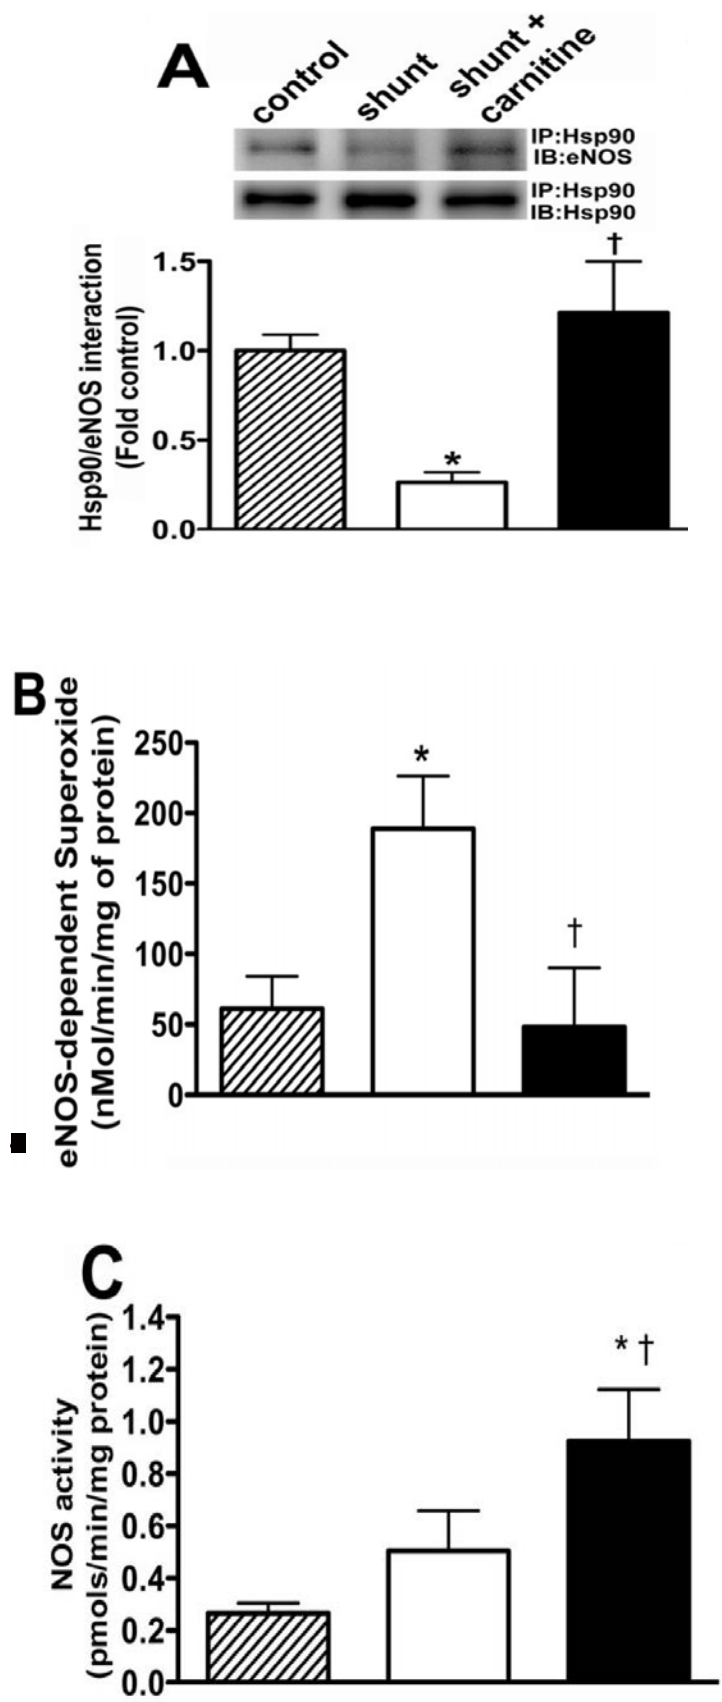 A
control
shunt
shunt +
carnitine
IP:Hsp90
IB:eNOS
IP:Hsp90
IB:Hsp90
Hsp90/eNOS interaction
(Fold control)
1.5
1.0
0.5
0.0
*
†
B
eNOS-dependent Superoxide
(nMol/min/mg of protein)
250
200
150
100
50
0
*
†
C
NOS activity
(pmols/min/mg protein)
1.4
1.2
1.0
0.8
0.6
0.4
0.2
0.0
* †